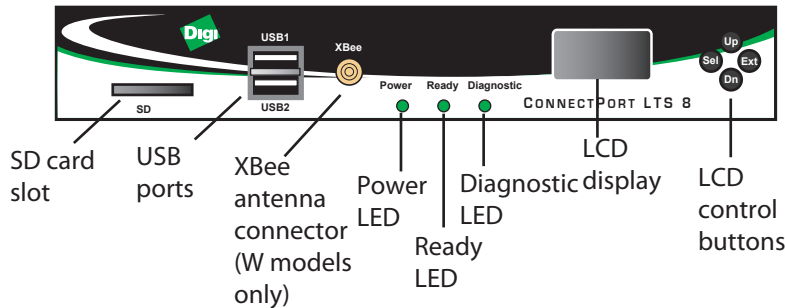 Digi
USB1
XBee
Up
Sel
Ext
Dn
Power
Ready
Diagnostic
SD
USB2
CONNECTPORT LTS 8
SD card
slot
USB
ports
XBee
antenna
connector
(W models
only)
Power
LED
Ready
LED
Diagnostic
LED
LCD
display
LCD
control
buttons